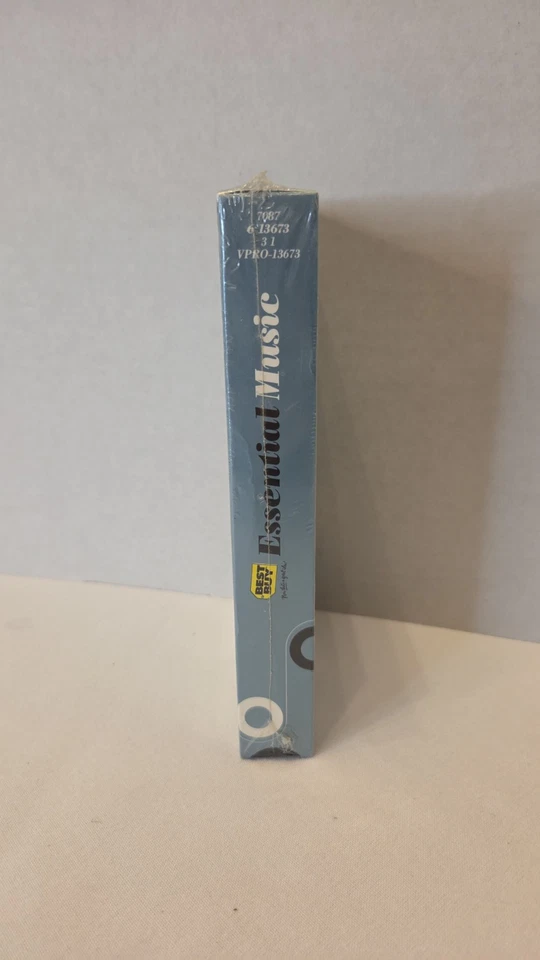 7087
6 13673
3 1
VPRO-13673
Essential Music
BEST
BUY